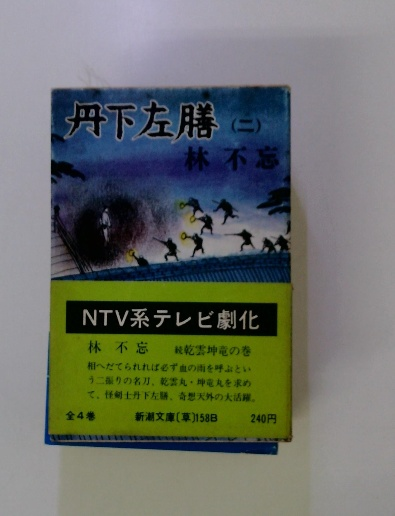 丹下左膳 (二)
林不忘
NTV系テレビ劇化
林不忘 続乾雲坤竜の巻
相へだてられれば必ず血の雨を呼ぶとい
う二振りの名刀、乾雲丸・坤竜丸を求め
て、怪剣士丹下左膳、奇想天外の大活躍。
全4巻 新潮文庫〔草〕158B 240円